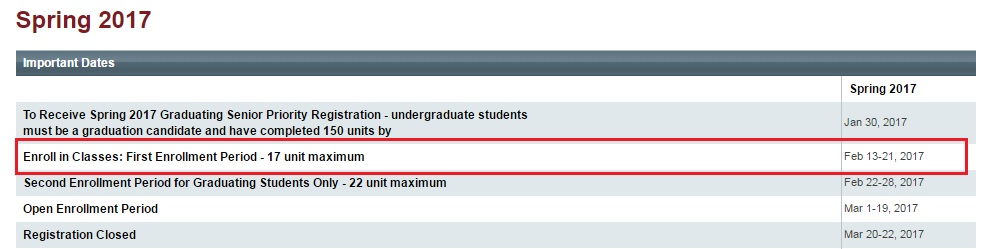 Spring 2017
Important Dates
Spring 2017
To Receive Spring 2017 Graduating Senior Priority Registration - undergraduate students
must be a graduation candidate and have completed 150 units by
Jan 30, 2017
Enroll in Classes: First Enrollment Period - 17 unit maximum
Feb 13-21, 2017
Second Enrollment Period for Graduating Students Only - 22 unit maximum
Feb 22-28, 2017
Open Enrollment Period
Mar 1-19, 2017
Registration Closed
Mar 20-22, 2017